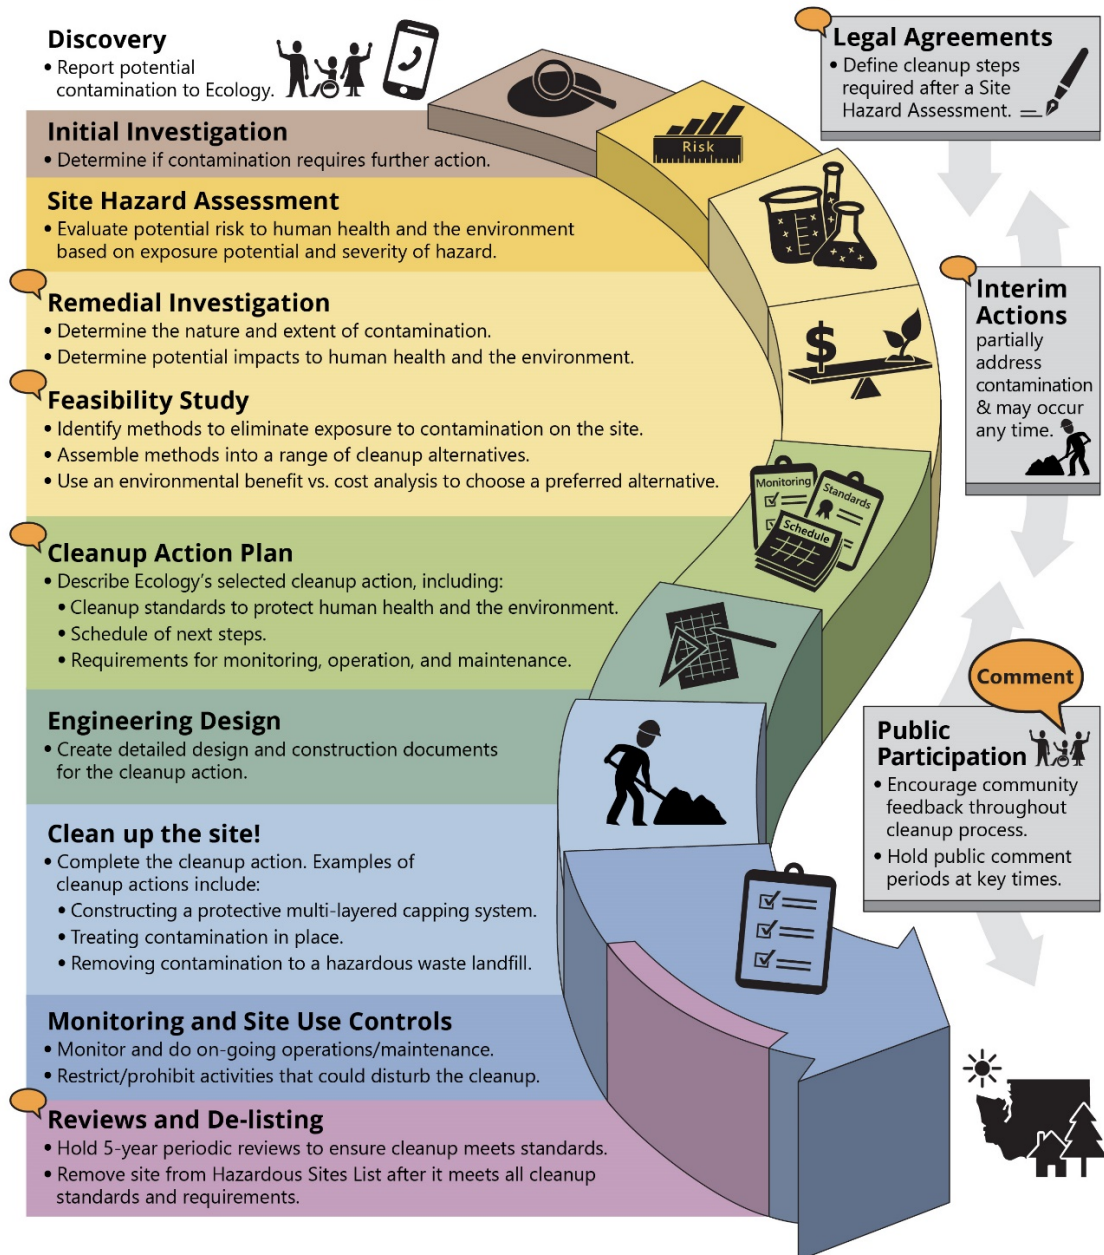 Discovery
• Report potential
contamination to Ecology.
Initial Investigation
• Determine if contamination requires further action.
Site Hazard Assessment
• Evaluate potential risk to human health and the environment
based on exposure potential and severity of hazard.
Remedial Investigation
• Determine the nature and extent of contamination.
• Determine potential impacts to human health and the environment.
Feasibility Study
• Identify methods to eliminate exposure to contamination on the site.
• Assemble methods into a range of cleanup alternatives.
• Use an environmental benefit vs. cost analysis to choose a preferred alternative.
Cleanup Action Plan
• Describe Ecology's selected cleanup action, including:
• Cleanup standards to protect human health and the environment.
• Schedule of next steps.
• Requirements for monitoring, operation, and maintenance.
Engineering Design
• Create detailed design and construction documents
for the cleanup action.
Clean up the site!
• Complete the cleanup action. Examples of
cleanup actions include:
• Constructing a protective multi-layered capping system.
• Treating contamination in place.
• Removing contamination to a hazardous waste landfill.
Monitoring and Site Use Controls
• Monitor and do on-going operations/maintenance.
• Restrict/prohibit activities that could disturb the cleanup.
Reviews and De-listing
• Hold 5-year periodic reviews to ensure cleanup meets standards.
• Remove site from Hazardous Sites List after it meets all cleanup
standards and requirements.
Risk
$
Monitoring
Standards
Schedule
Legal Agreements
• Define cleanup steps
required after a Site
Hazard Assessment.
Interim
Actions
partially
address
contamination
& may occur
any time.
Comment
Public
Participation
• Encourage community
feedback throughout
cleanup process.
• Hold public comment
periods at key times.